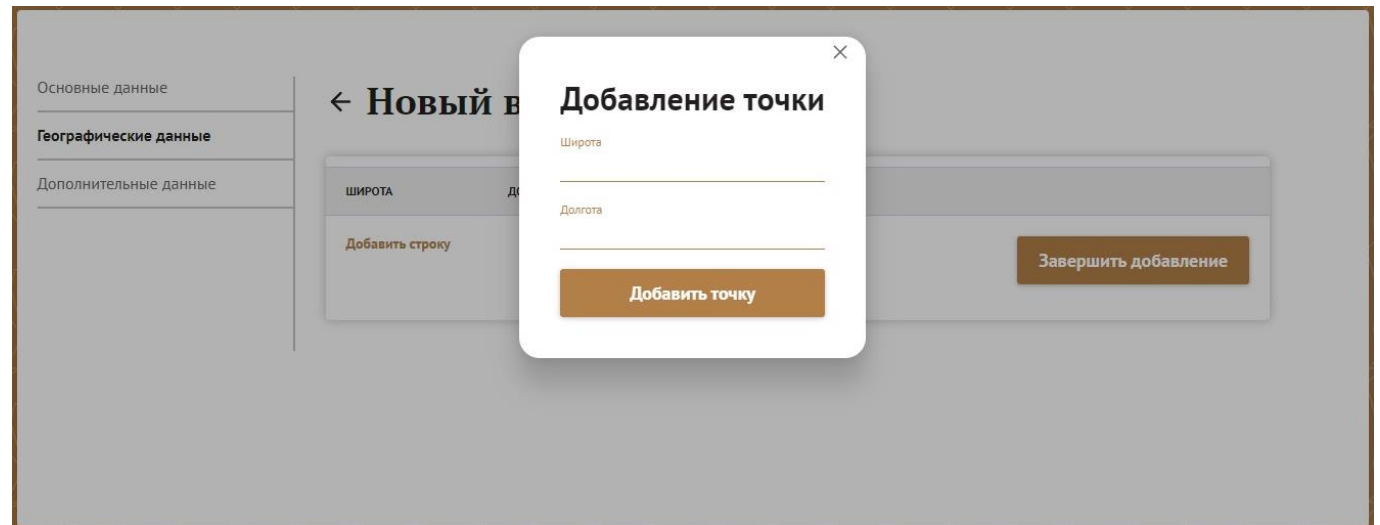 Основные данные
Географические данные
Дополнительные данные
← Новый в
ШИРОТА
Добавить строку
Завершить добавление
Добавление точки
Широта
Долгота
Добавить точку